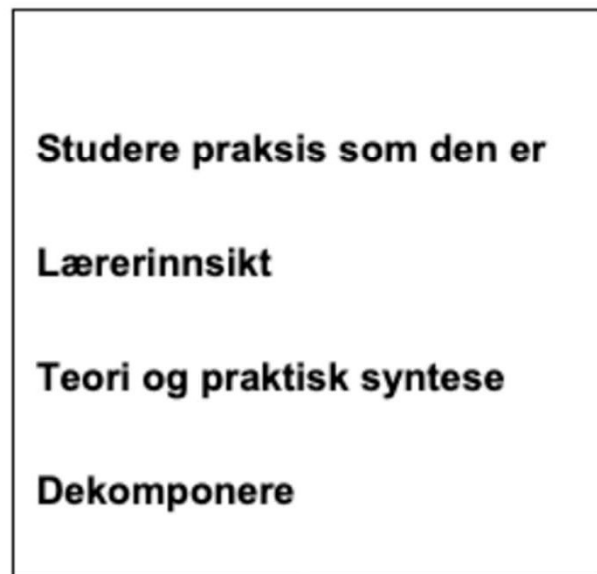 Studere praksis som den er
Lærerinnsikt
Teori og praktisk syntese
Dekomponere